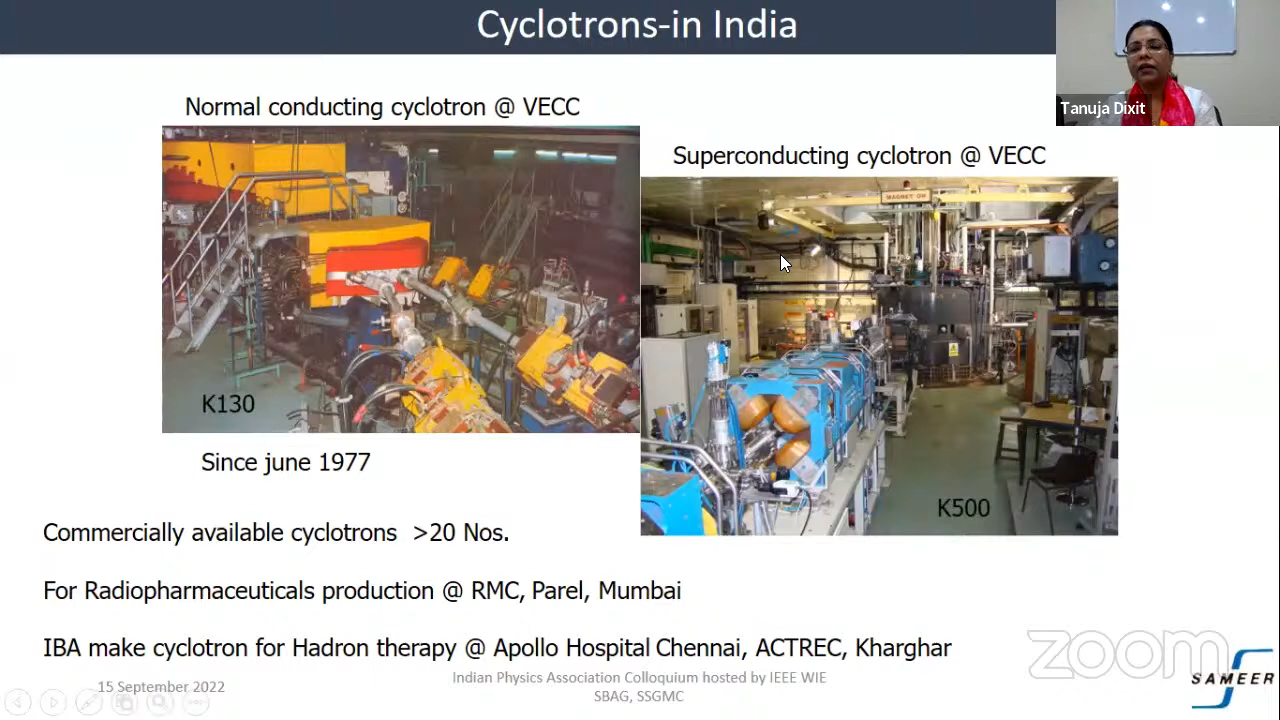 Cyclotrons-in India
Tanuja Dixit
Normal conducting cyclotron @ VECC
Superconducting cyclotron @ VECC
MAGNET ON
K130
K500
Since june 1977
Commercially available cyclotrons >20 Nos.
For Radiopharmaceuticals production @ RMC, Parel, Mumbai
IBA make cyclotron for Hadron therapy @ Apollo Hospital Chennai, ACTREC, Kharghar
zoom
SAMEER
15 September 2022
Indian Physics Association Colloquium hosted by IEEE WIE
SBAG, SSGMC